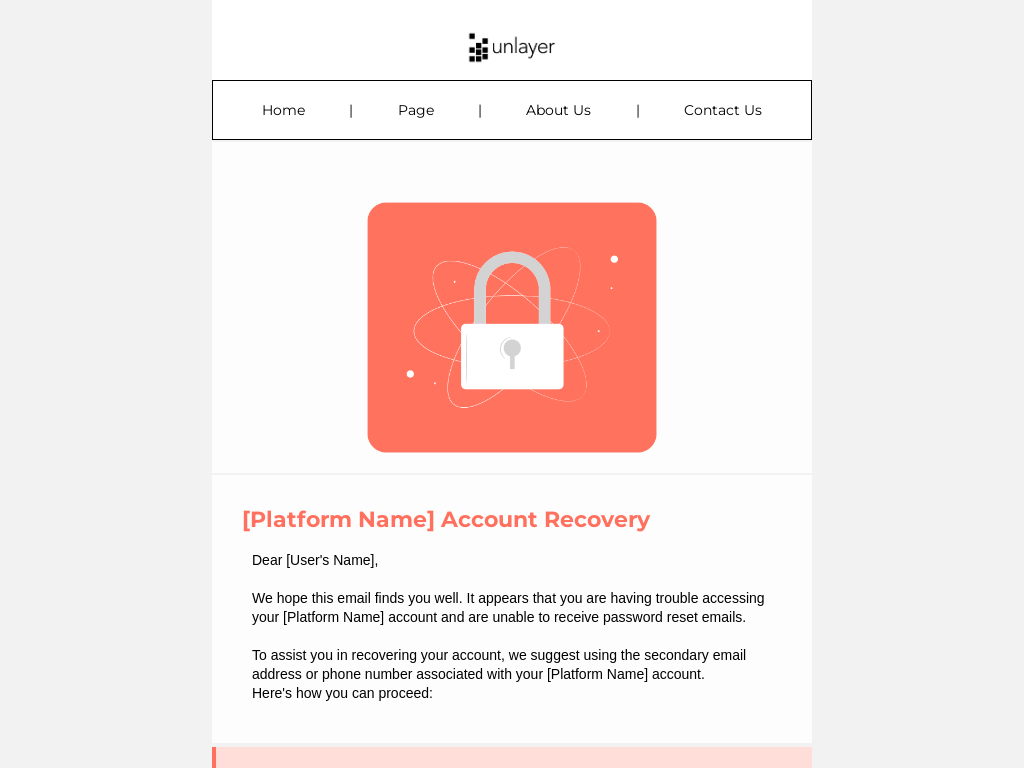 unlayer
Home | Page | About Us | Contact Us
[Platform Name] Account Recovery
Dear [User's Name],
We hope this email finds you well. It appears that you are having trouble accessing
your [Platform Name] account and are unable to receive password reset emails.
To assist you in recovering your account, we suggest using the secondary email
address or phone number associated with your [Platform Name] account.
Here's how you can proceed: